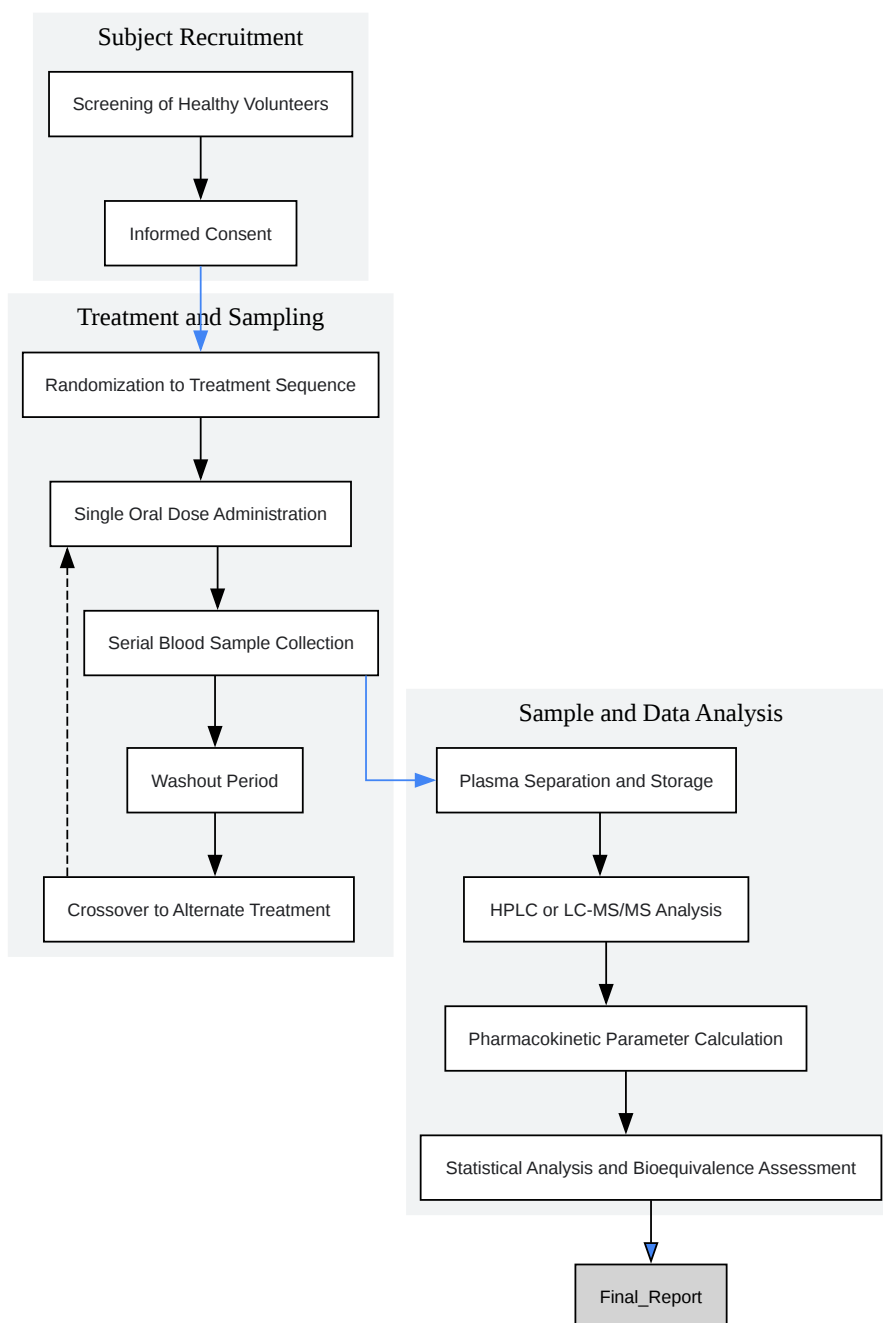 Subject Recruitment
Screening of Healthy Volunteers
Informed Consent
Treatment and Sampling
Randomization to Treatment Sequence
Single Oral Dose Administration
Serial Blood Sample Collection
Washout Period
Crossover to Alternate Treatment
Sample and Data Analysis
Plasma Separation and Storage
HPLC or LC-MS/MS Analysis
Pharmacokinetic Parameter Calculation
Statistical Analysis and Bioequivalence Assessment
Final_Report